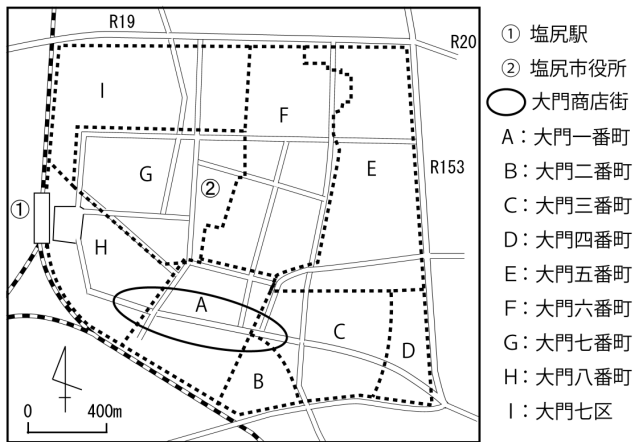 R19
R20
I
F
E
G
②
R153
①
H
A
C
D
B
0 400m
① 塩尻駅
② 塩尻市役所
大門商店街
A：大門一番町
B：大門二番町
C：大門三番町
D：大門四番町
E：大門五番町
F：大門六番町
G：大門七番町
H：大門八番町
I：大門七区